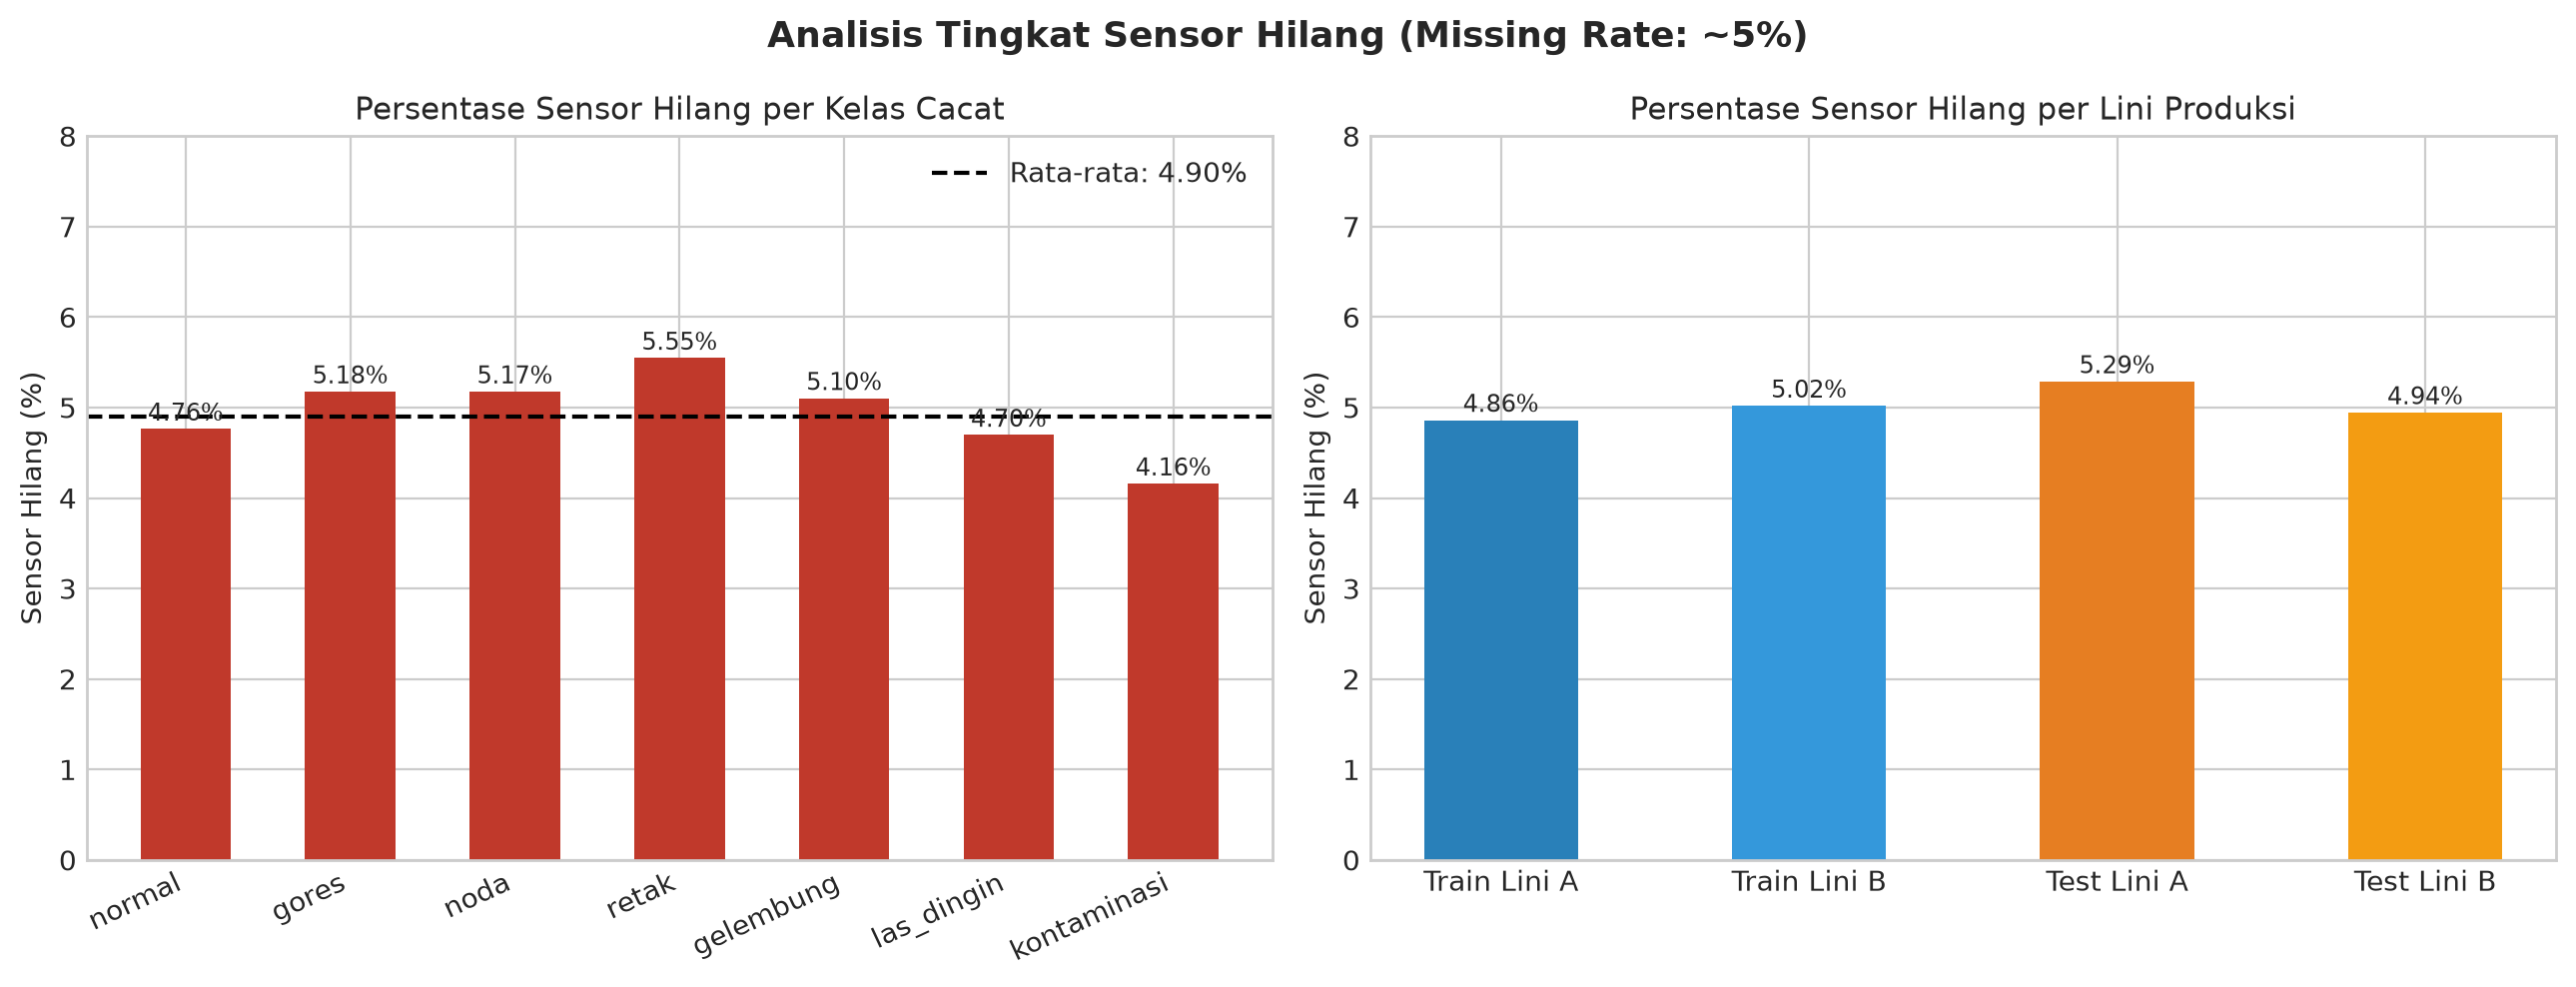 Analisis Tingkat Sensor Hilang (Missing Rate: ~5%)
Persentase Sensor Hilang per Kelas Cacat
Sensor Hilang (%)
8
7
6
5
4
3
2
1
0
Rata-rata: 4.90%
4.76%
5.18%
5.17%
5.55%
5.10%
4.70%
4.16%
normal
gores
noda
retak
gelembung
las_dingin
kontaminasi
Persentase Sensor Hilang per Lini Produksi
Sensor Hilang (%)
8
7
6
5
4
3
2
1
0
4.86%
5.02%
5.29%
4.94%
Train Lini A
Train Lini B
Test Lini A
Test Lini B